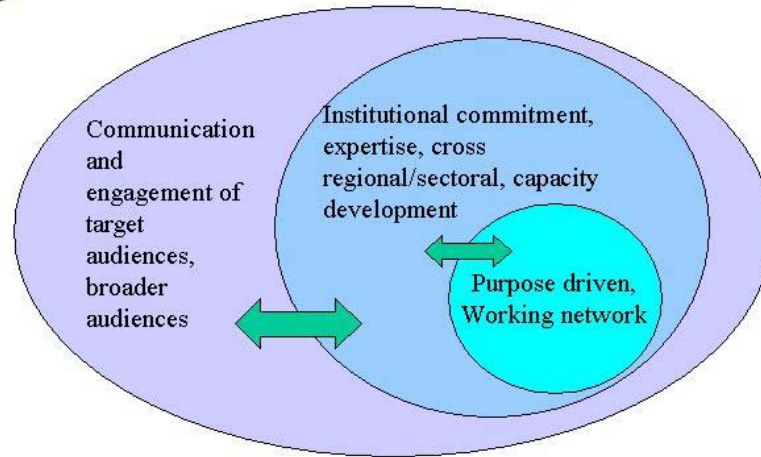 Communication
and
engagement of
target
audiences,
broader
audiences
Institutional commitment,
expertise, cross
regional/sectoral, capacity
development
Purpose driven,
Working network